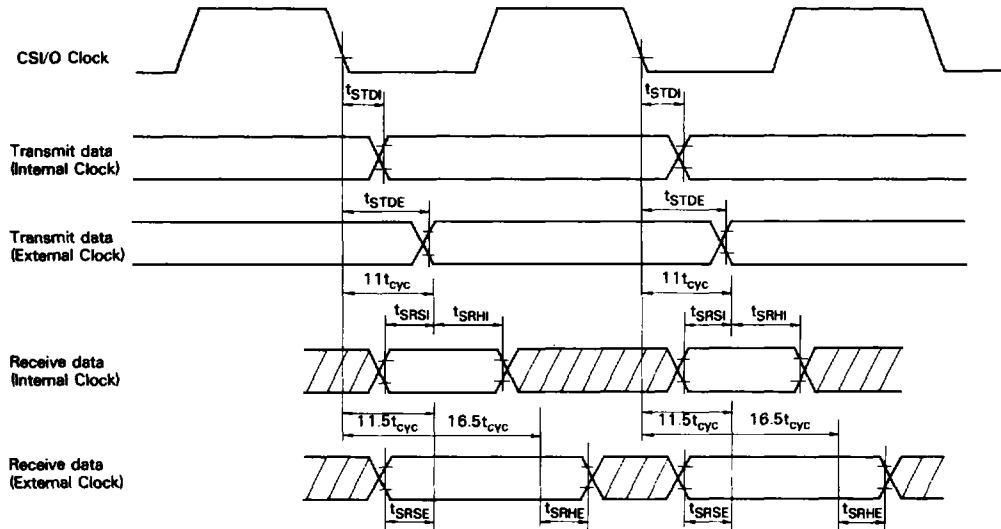 CSI/O Clock
tSTDI tSTDI
Transmit data
(Internal Clock)
tSTDE tSTDE
Transmit data
(External Clock)
11tcyc 11tcyc
tSRSI tSRHI tSRSI tSRHI
Receive data
(Internal Clock)
11.5tcyc 16.5tcyc 11.5tcyc 16.5tcyc
Receive data
(External Clock)
tSRSE tSRHE tSRSE tSRHE